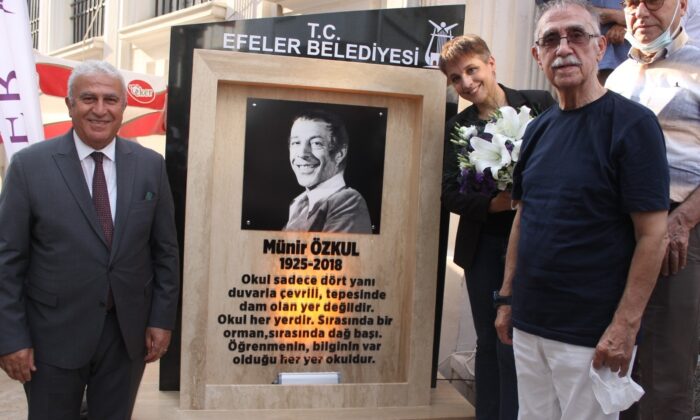 T.C.
EFELER BELEDİYESİ
Münir ÖZKUL
1925-2018
Okul sadece dört yanı
duvarla çevrili, tepesinde
dam olan yer değildir.
Okul her yerdir. Sırasında bir
orman,sırasında dağ başı.
Öğrenmenin, bilginin var
olduğu her yer okuldur.